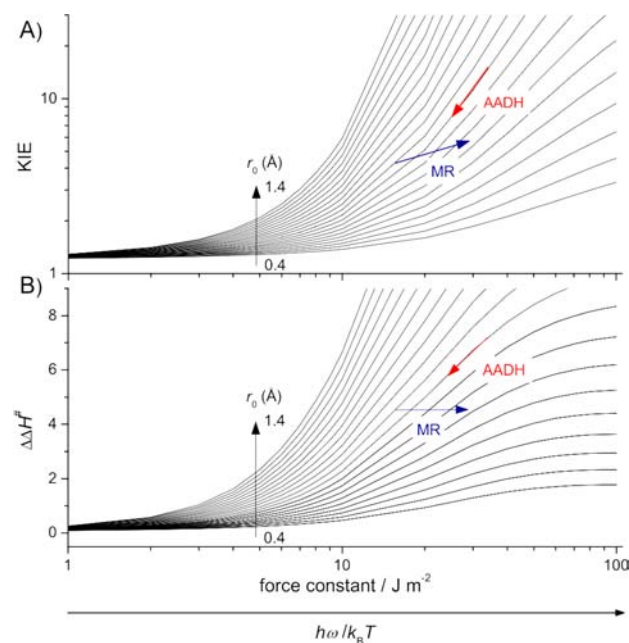 A)
10
KIE
1
AADH
MR
r₀ (Å)
1.4
0.4
B)
8
6
4
2
0
ΔΔH‡
AADH
MR
r₀ (Å)
1.4
0.4
1 10 100
force constant / J m⁻²
hω/k_BT